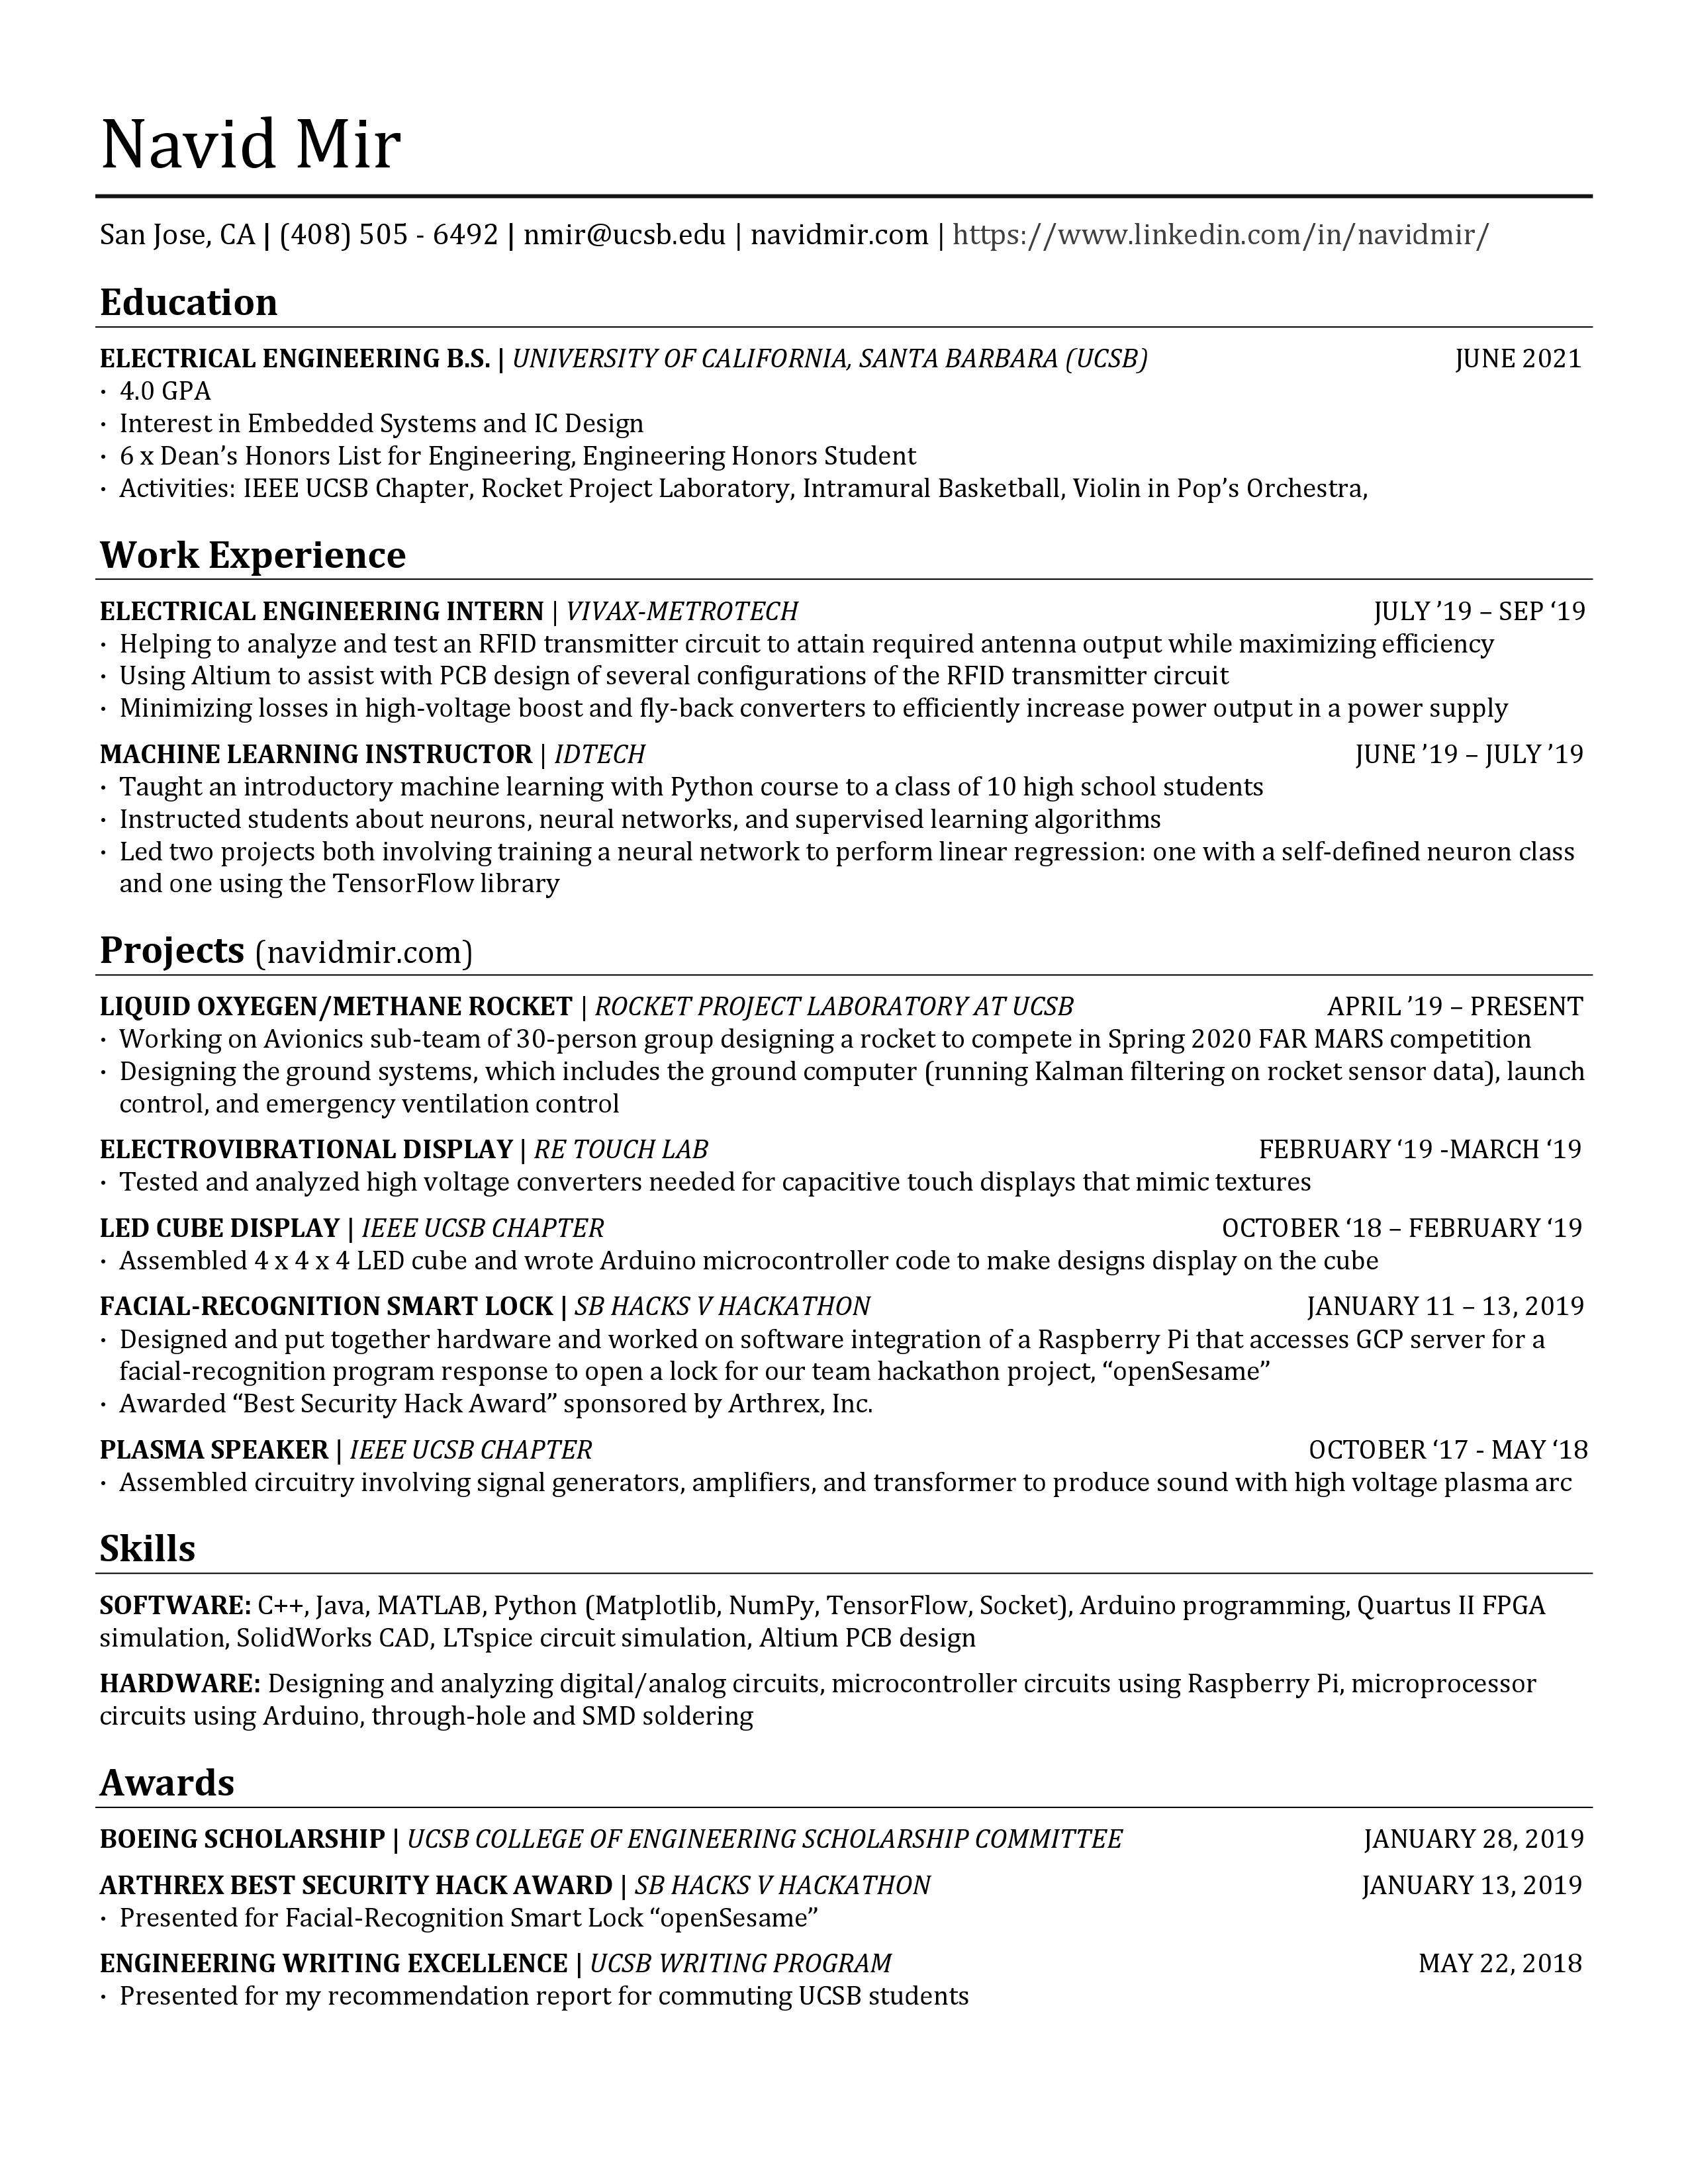 Navid Mir
San Jose, CA | (408) 505 - 6492 | nmir@ucsb.edu | navidmir.com | https://www.linkedin.com/in/navidmir/
Education
ELECTRICAL ENGINEERING B.S. | UNIVERSITY OF CALIFORNIA, SANTA BARBARA (UCSB) JUNE 2021
· 4.0 GPA
· Interest in Embedded Systems and IC Design
· 6 x Dean’s Honors List for Engineering, Engineering Honors Student
· Activities: IEEE UCSB Chapter, Rocket Project Laboratory, Intramural Basketball, Violin in Pop’s Orchestra,
Work Experience
ELECTRICAL ENGINEERING INTERN | VIVAX-METROTECH JULY ’19 – SEP ‘19
· Helping to analyze and test an RFID transmitter circuit to attain required antenna output while maximizing efficiency
· Using Altium to assist with PCB design of several configurations of the RFID transmitter circuit
· Minimizing losses in high-voltage boost and fly-back converters to efficiently increase power output in a power supply
MACHINE LEARNING INSTRUCTOR | IDTECH JUNE ’19 – JULY ’19
· Taught an introductory machine learning with Python course to a class of 10 high school students
· Instructed students about neurons, neural networks, and supervised learning algorithms
· Led two projects both involving training a neural network to perform linear regression: one with a self-defined neuron class
and one using the TensorFlow library
Projects (navidmir.com)
LIQUID OXYEGEN/METHANE ROCKET | ROCKET PROJECT LABORATORY AT UCSB APRIL ’19 – PRESENT
· Working on Avionics sub-team of 30-person group designing a rocket to compete in Spring 2020 FAR MARS competition
· Designing the ground systems, which includes the ground computer (running Kalman filtering on rocket sensor data), launch
control, and emergency ventilation control
ELECTROVIBRATIONAL DISPLAY | RE TOUCH LAB FEBRUARY ‘19 -MARCH ‘19
· Tested and analyzed high voltage converters needed for capacitive touch displays that mimic textures
LED CUBE DISPLAY | IEEE UCSB CHAPTER OCTOBER ‘18 – FEBRUARY ‘19
· Assembled 4 x 4 x 4 LED cube and wrote Arduino microcontroller code to make designs display on the cube
FACIAL-RECOGNITION SMART LOCK | SB HACKS V HACKATHON JANUARY 11 – 13, 2019
· Designed and put together hardware and worked on software integration of a Raspberry Pi that accesses GCP server for a
facial-recognition program response to open a lock for our team hackathon project, “openSesame”
· Awarded “Best Security Hack Award” sponsored by Arthrex, Inc.
PLASMA SPEAKER | IEEE UCSB CHAPTER OCTOBER ‘17 - MAY ‘18
· Assembled circuitry involving signal generators, amplifiers, and transformer to produce sound with high voltage plasma arc
Skills
SOFTWARE: C++, Java, MATLAB, Python (Matplotlib, NumPy, TensorFlow, Socket), Arduino programming, Quartus II FPGA
simulation, SolidWorks CAD, LTspice circuit simulation, Altium PCB design
HARDWARE: Designing and analyzing digital/analog circuits, microcontroller circuits using Raspberry Pi, microprocessor
circuits using Arduino, through-hole and SMD soldering
Awards
BOEING SCHOLARSHIP | UCSB COLLEGE OF ENGINEERING SCHOLARSHIP COMMITTEE JANUARY 28, 2019
ARTHREX BEST SECURITY HACK AWARD | SB HACKS V HACKATHON JANUARY 13, 2019
· Presented for Facial-Recognition Smart Lock “openSesame”
ENGINEERING WRITING EXCELLENCE | UCSB WRITING PROGRAM MAY 22, 2018
· Presented for my recommendation report for commuting UCSB students